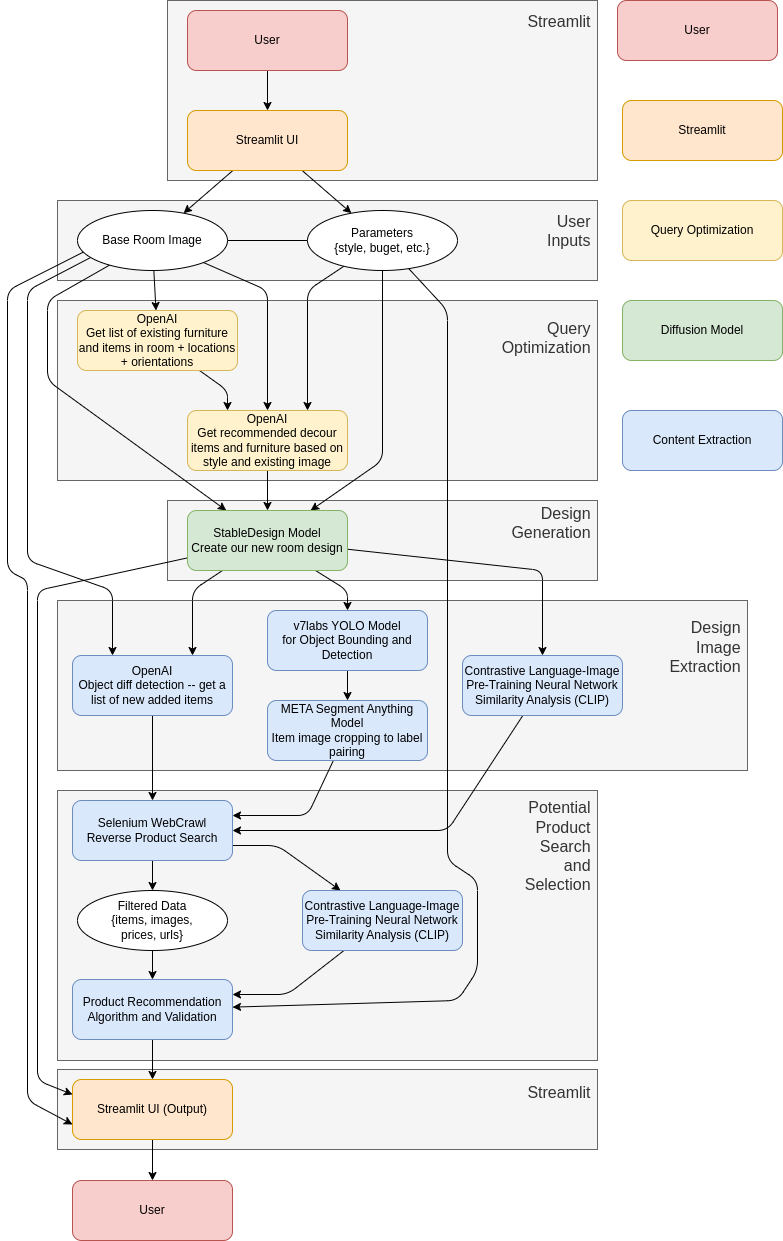 Streamlit
User
Streamlit UI
User
Inputs
Base Room Image
Parameters
{style, buget, etc.}
Query
Optimization
OpenAI
Get list of existing furniture
and items in room + locations
+ orientations
OpenAI
Get recommended decour
items and furniture based on
style and existing image
Design
Generation
StableDesign Model
Create our new room design
Design
Image
Extraction
v7labs YOLO Model
for Object Bounding and
Detection
OpenAI
Object diff detection -- get a
list of new added items
Contrastive Language-Image
Pre-Training Neural Network
Similarity Analysis (CLIP)
META Segment Anything
Model
Item image cropping to label
pairing
Potential
Product
Search
and
Selection
Selenium WebCrawl
Reverse Product Search
Filtered Data
{items, images,
prices, urls}
Contrastive Language-Image
Pre-Training Neural Network
Similarity Analysis (CLIP)
Product Recommendation
Algorithm and Validation
Streamlit
Streamlit UI (Output)
User
User
Streamlit
Query Optimization
Diffusion Model
Content Extraction